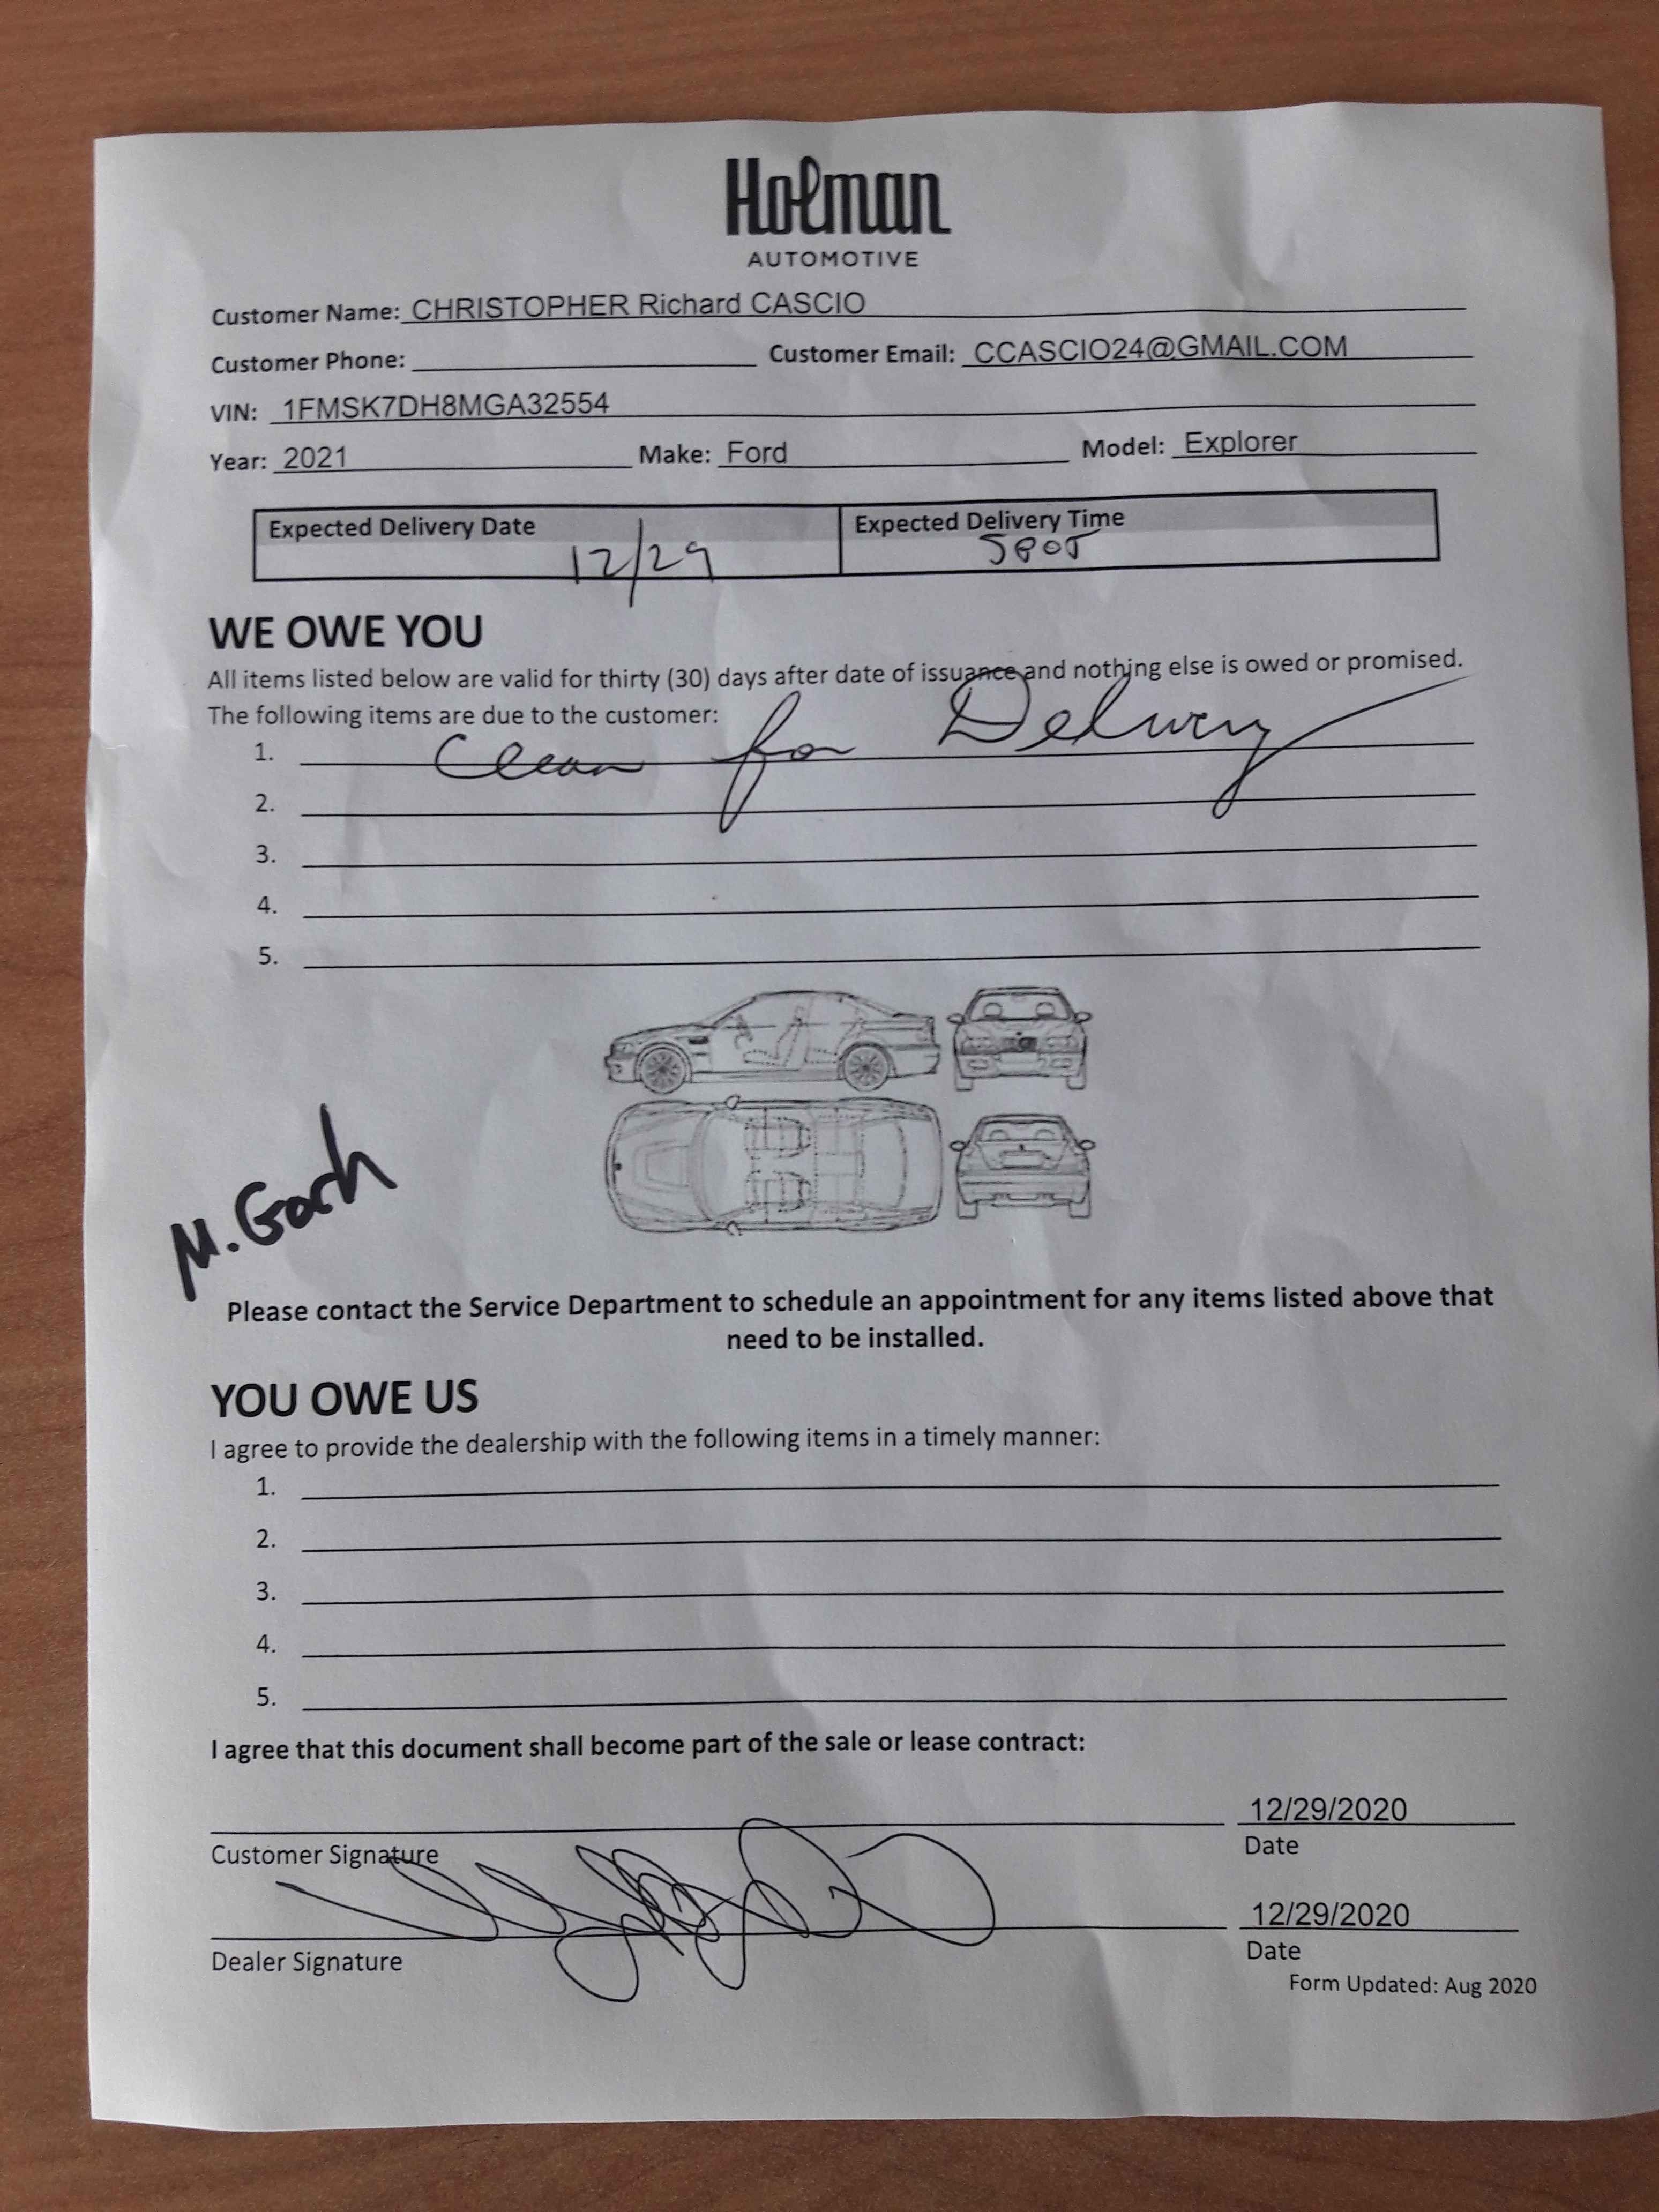 Holman
AUTOMOTIVE
Customer Name: CHRISTOPHER Richard CASCIO
Customer Phone: Customer Email: CCASCIO24@GMAIL.COM
VIN: 1FMSK7DH8MGA32554
Year: 2021 Make: Ford Model: Explorer
Expected Delivery Date Expected Delivery Time
12/29 SPOT
WE OWE YOU
All items listed below are valid for thirty (30) days after date of issuance and nothing else is owed or promised.
The following items are due to the customer:
1. Clean for Delivery
2.
3.
4.
5.
M. Gach
Please contact the Service Department to schedule an appointment for any items listed above that
need to be installed.
YOU OWE US
I agree to provide the dealership with the following items in a timely manner:
1.
2.
3.
4.
5.
I agree that this document shall become part of the sale or lease contract:
12/29/2020
Customer Signature Date
12/29/2020
Dealer Signature Date
Form Updated: Aug 2020